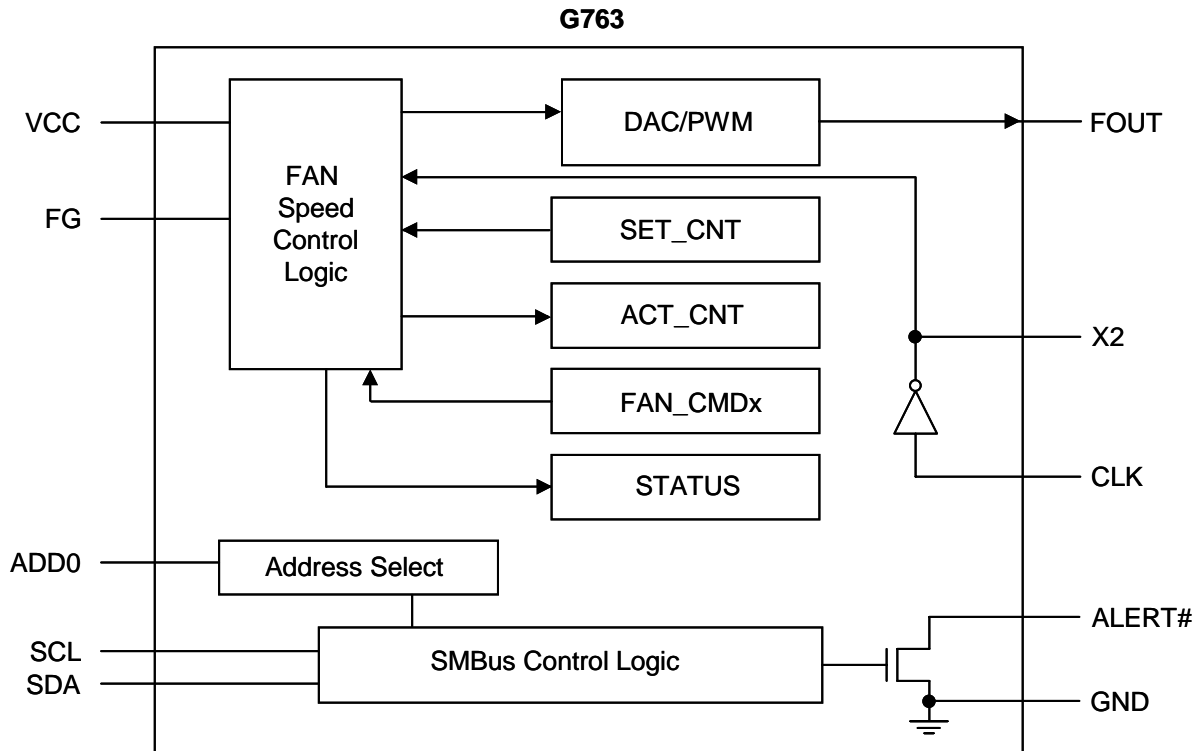 G763
VCC
FG
FAN
Speed
Control
Logic
DAC/PWM
FOUT
SET_CNT
ACT_CNT
X2
FAN_CMDx
STATUS
CLK
ADD0
Address Select
SCL
SDA
SMBus Control Logic
ALERT#
GND